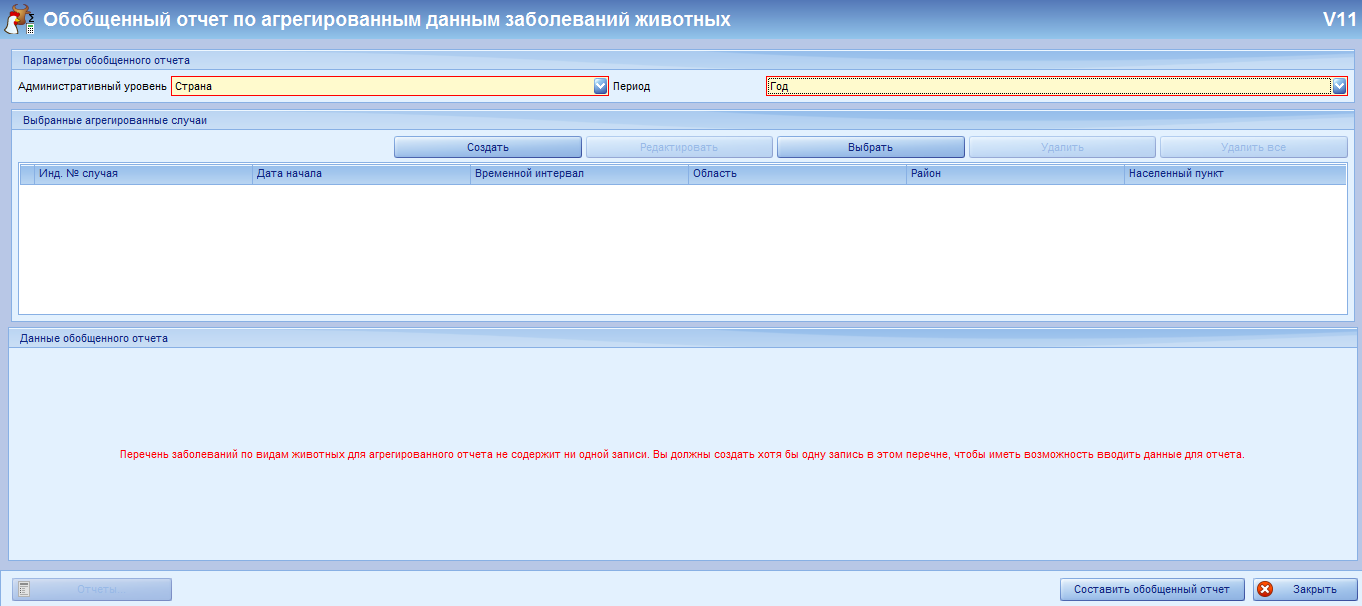 Обобщенный отчет по агрегированным данным заболеваний животных V11
Параметры обобщенного отчета
Административный уровень Страна Период Год
Выбранные агрегированные случаи
Создать Редактировать Выбрать Удалить Удалить все
Инд. № случая Дата начала Временной интервал Область Район Населенный пункт
Данные обобщенного отчета
Перечень заболеваний по видам животных для агрегированного отчета не содержит ни одной записи. Вы должны создать хотя бы одну запись в этом перечне, чтобы иметь возможность вводить данные для отчета.
Отчеты... Составить обобщенный отчет Закрыть